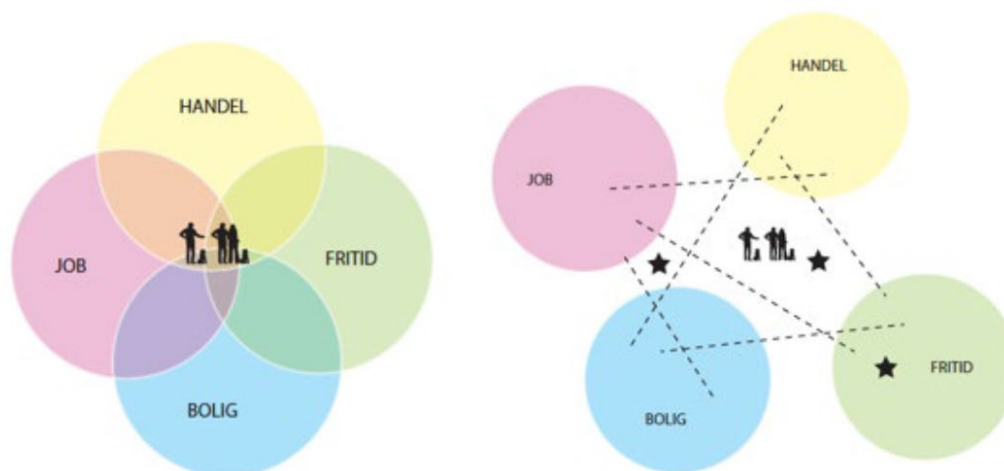 HANDEL
JOB
FRITID
BOLIG
HANDEL
JOB
FRITID
BOLIG